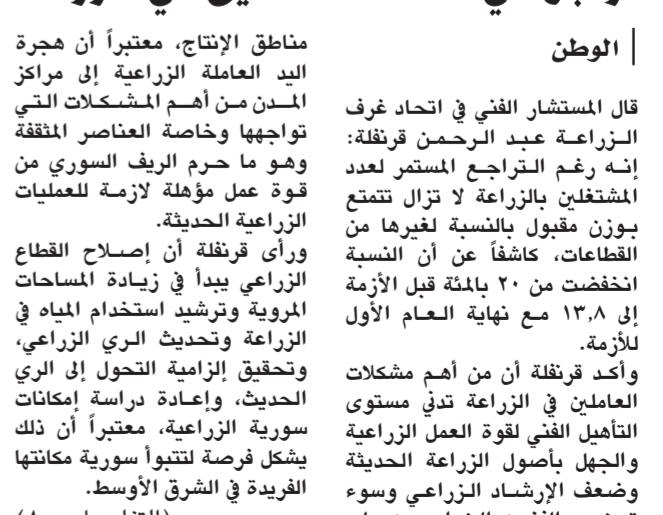 الوطن
قال المستشار الفني في اتحاد غرف
الزراعة عبد الرحمن قرنفلة:
إنه رغم التراجع المستمر لعدد
المشتغلين بالزراعة لا تزال تتمتع
بوزن مقبول بالنسبة لغيرها من
القطاعات، كاشفاً عن أن النسبة
انخفضت من ٢٠ بالمئة قبل الأزمة
إلى ١٣,٨ مع نهاية العام الأول
للأزمة.
وأكد قرنفلة أن من أهم مشكلات
العاملين في الزراعة تدني مستوى
التأهيل الفني لقوة العمل الزراعية
والجهل بأصول الزراعة الحديثة
وضعف الإرشاد الزراعي وسوء
مناطق الإنتاج، معتبراً أن هجرة
اليد العاملة الزراعية إلى مراكز
المدن من أهم المشكلات التي
تواجهها وخاصة العناصر المثقفة
وهو ما حرم الريف السوري من
قوة عمل مؤهلة لازمة للعمليات
الزراعية الحديثة.
ورأى قرنفلة أن إصلاح القطاع
الزراعي يبدأ في زيادة المساحات
المروية وترشيد استخدام المياه في
الزراعة وتحديث الري الزراعي،
وتحقيق إلزامية التحول إلى الري
الحديث، وإعادة دراسة إمكانات
سورية الزراعية، معتبراً أن ذلك
يشكل فرصة لتتبوأ سورية مكانتها
الفريدة في الشرق الأوسط.